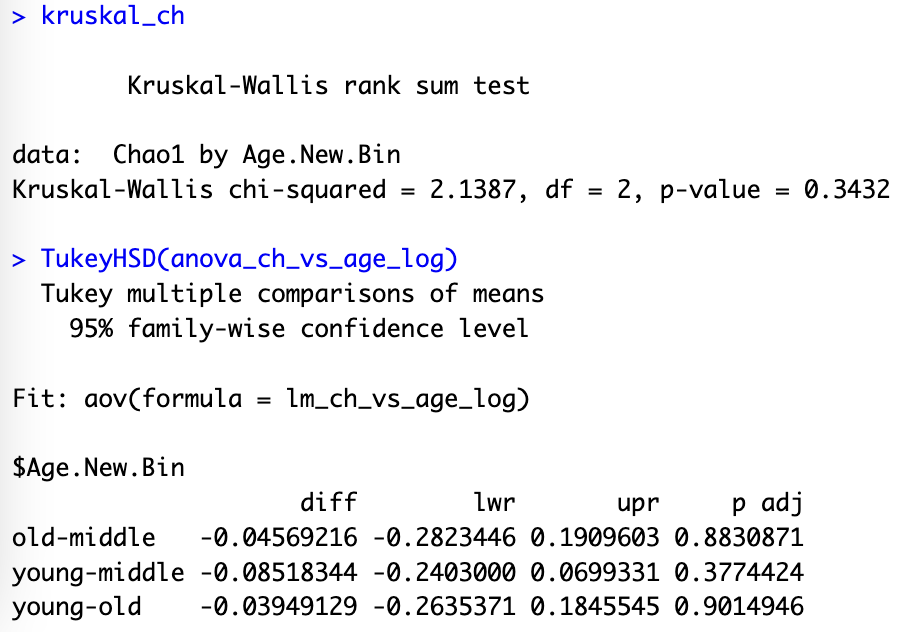 > kruskal_ch
Kruskal-Wallis rank sum test
data:  Chao1 by Age.New.Bin
Kruskal-Wallis chi-squared = 2.1387, df = 2, p-value = 0.3432
> TukeyHSD(anova_ch_vs_age_log)
Tukey multiple comparisons of means
95% family-wise confidence level
Fit: aov(formula = lm_ch_vs_age_log)
$Age.New.Bin
diff lwr upr p adj
old-middle -0.04569216 -0.2823446 0.1909603 0.8830871
young-middle -0.08518344 -0.2403000 0.0699331 0.3774424
young-old -0.03949129 -0.2635371 0.1845545 0.9014946